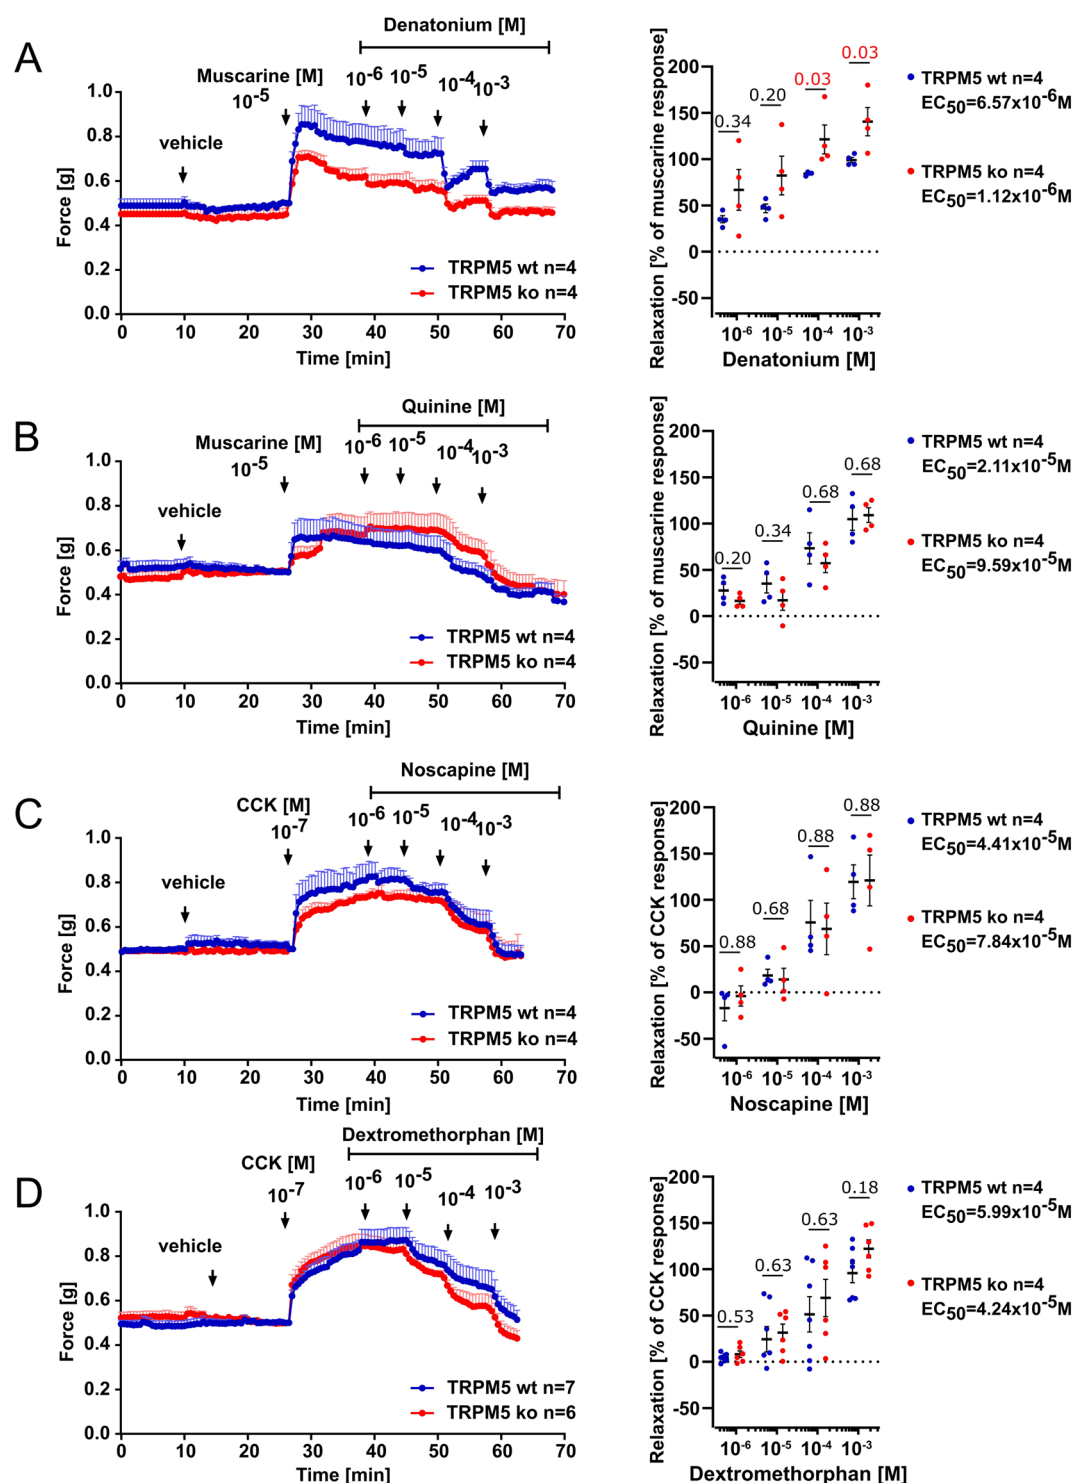 A
Denatonium [M]
Muscarine [M]
10-5
10-6
10-5
10-4
10-3
vehicle
Force [g]
1.0
0.8
0.6
0.4
0.2
0.0
TRPM5 wt n=4
TRPM5 ko n=4
0 10 20 30 40 50 60 70
Time [min]
Relaxation [% of muscarine response]
200
150
100
50
0
-50
0.34
0.20
0.03
0.03
10-6 10-5 10-4 10-3
Denatonium [M]
TRPM5 wt n=4
EC50=6.57x10-6M
TRPM5 ko n=4
EC50=1.12x10-6M
B
Quinine [M]
Muscarine [M]
10-5
10-6
10-5
10-4
10-3
vehicle
Force [g]
1.0
0.8
0.6
0.4
0.2
0.0
TRPM5 wt n=4
TRPM5 ko n=4
0 10 20 30 40 50 60 70
Time [min]
Relaxation [% of muscarine response]
200
150
100
50
0
-50
0.20
0.34
0.68
0.68
10-6 10-5 10-4 10-3
Quinine [M]
TRPM5 wt n=4
EC50=2.11x10-5M
TRPM5 ko n=4
EC50=9.59x10-5M
C
Noscapine [M]
CCK [M]
10-7
10-6
10-5
10-4
10-3
vehicle
Force [g]
1.0
0.8
0.6
0.4
0.2
0.0
TRPM5 wt n=4
TRPM5 ko n=4
0 10 20 30 40 50 60 70
Time [min]
Relaxation [% of CCK response]
200
150
100
50
0
-50
0.88
0.68
0.88
0.88
10-6 10-5 10-4 10-3
Noscapine [M]
TRPM5 wt n=4
EC50=4.41x10-5M
TRPM5 ko n=4
EC50=7.84x10-5M
D
Dextromethorphan [M]
CCK [M]
10-7
10-6
10-5
10-4
10-3
vehicle
Force [g]
1.0
0.8
0.6
0.4
0.2
0.0
TRPM5 wt n=7
TRPM5 ko n=6
0 10 20 30 40 50 60 70
Time [min]
Relaxation [% of CCK response]
200
150
100
50
0
-50
0.53
0.63
0.63
0.18
10-6 10-5 10-4 10-3
Dextromethorphan [M]
TRPM5 wt n=4
EC50=5.99x10-5M
TRPM5 ko n=4
EC50=4.24x10-5M